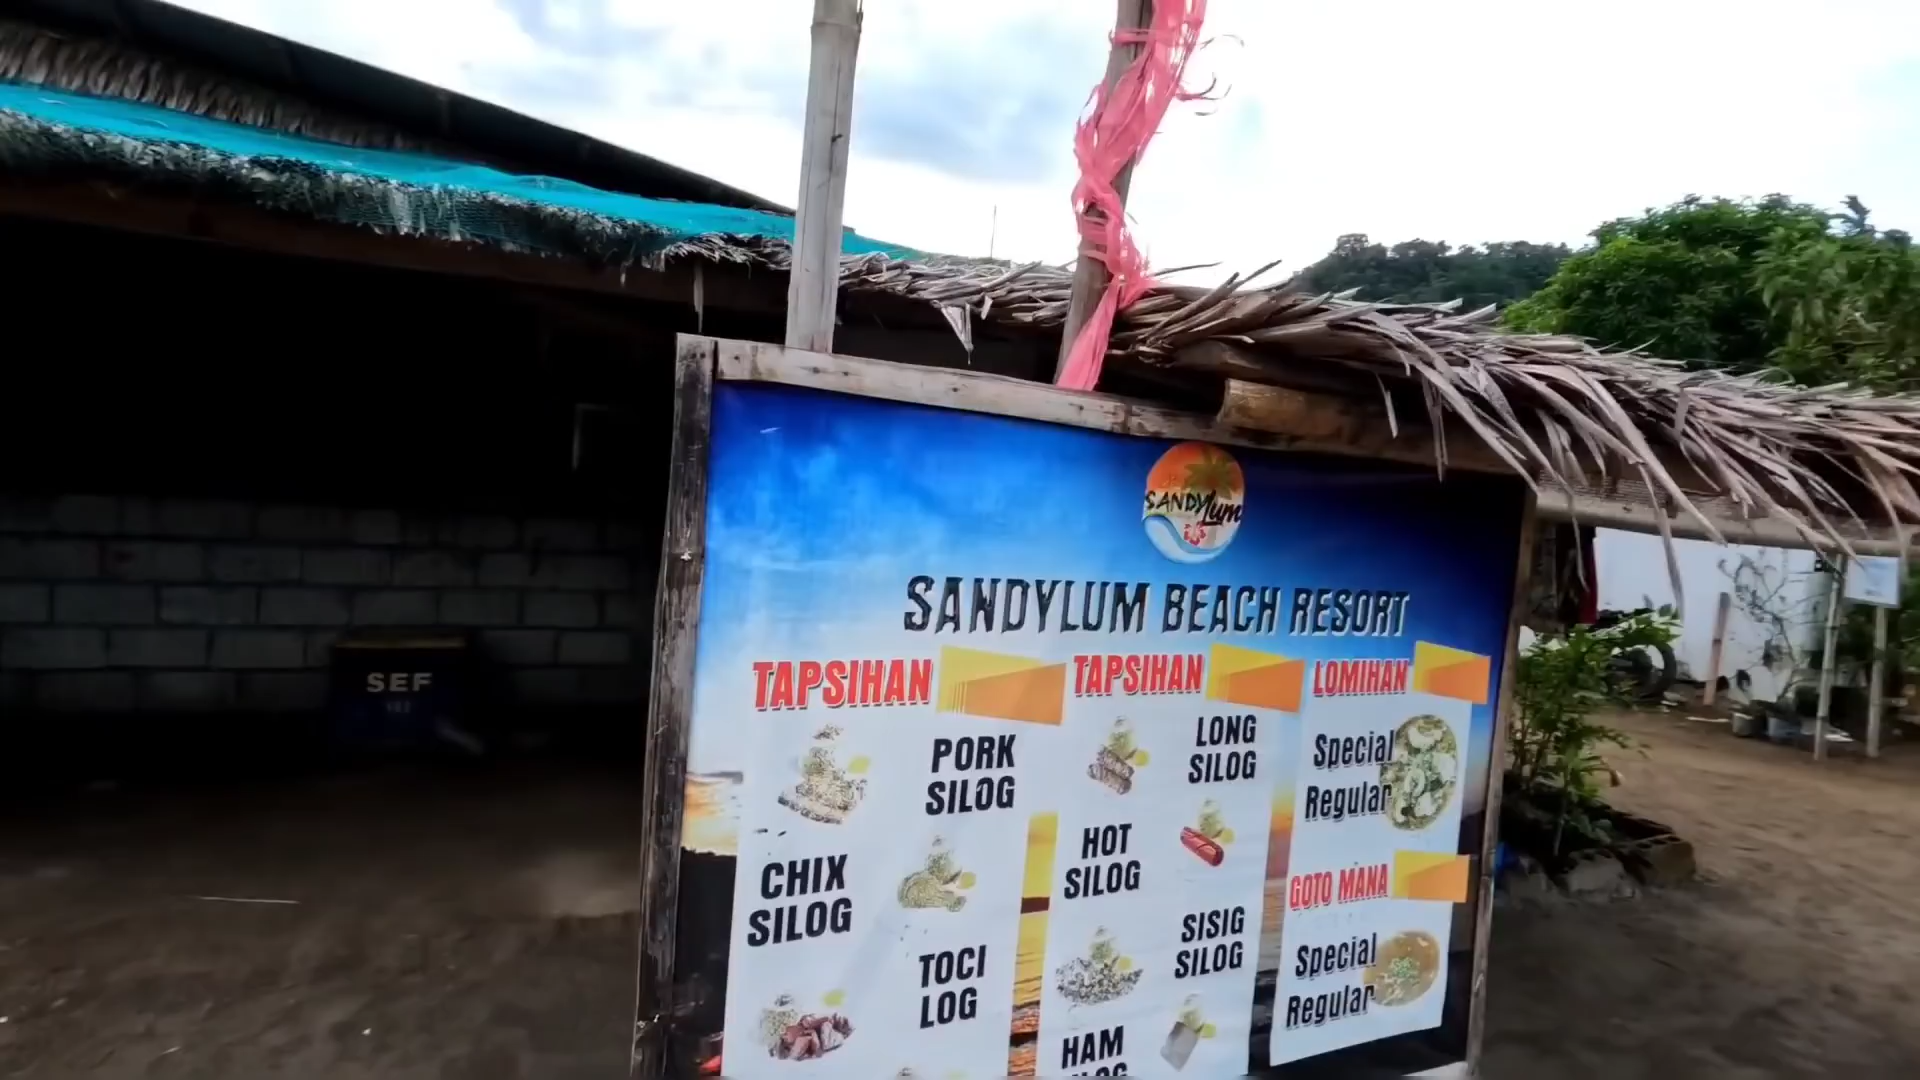 SANDYLum
SANDYLUM BEACH RESORT
TAPSIHAN
PORK
SILOG
CHIX
SILOG
TOCI
LOG
TAPSIHAN
LONG
SILOG
HOT
SILOG
SISIG
SILOG
HAM
LOMIHAN
Special
Regular
GOTO MANA
Special
Regular
SEF